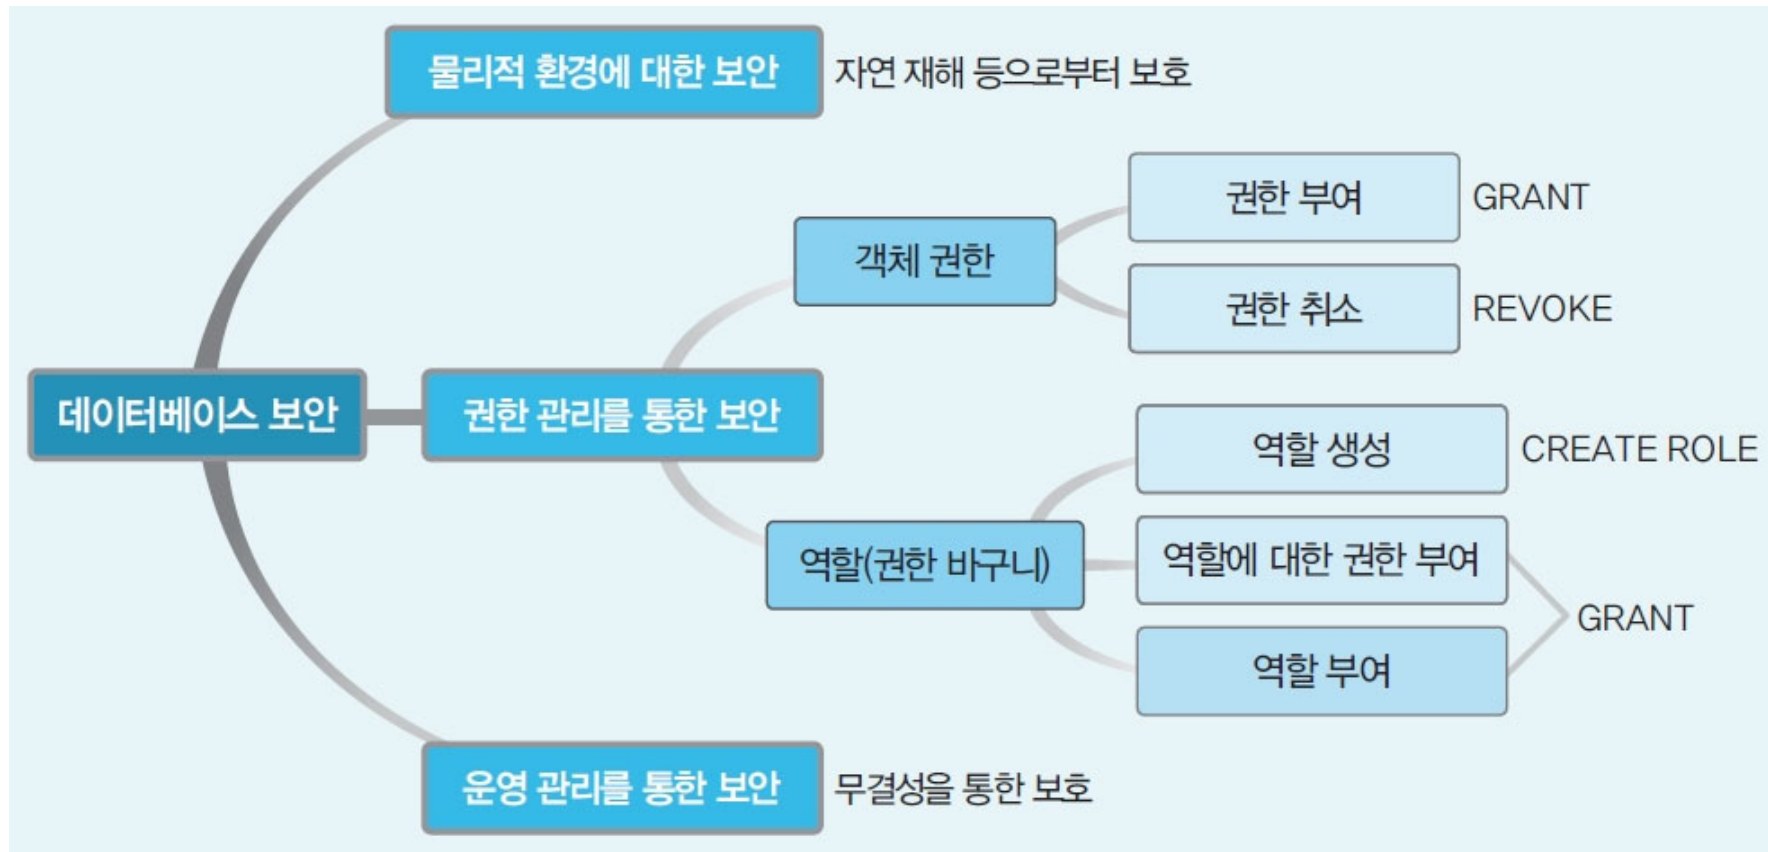 물리적 환경에 대한 보안
자연 재해 등으로부터 보호
권한 부여
GRANT
객체 권한
권한 취소
REVOKE
데이터베이스 보안
권한 관리를 통한 보안
역할 생성
CREATE ROLE
역할(권한 바구니)
역할에 대한 권한 부여
GRANT
역할 부여
운영 관리를 통한 보안
무결성을 통한 보호